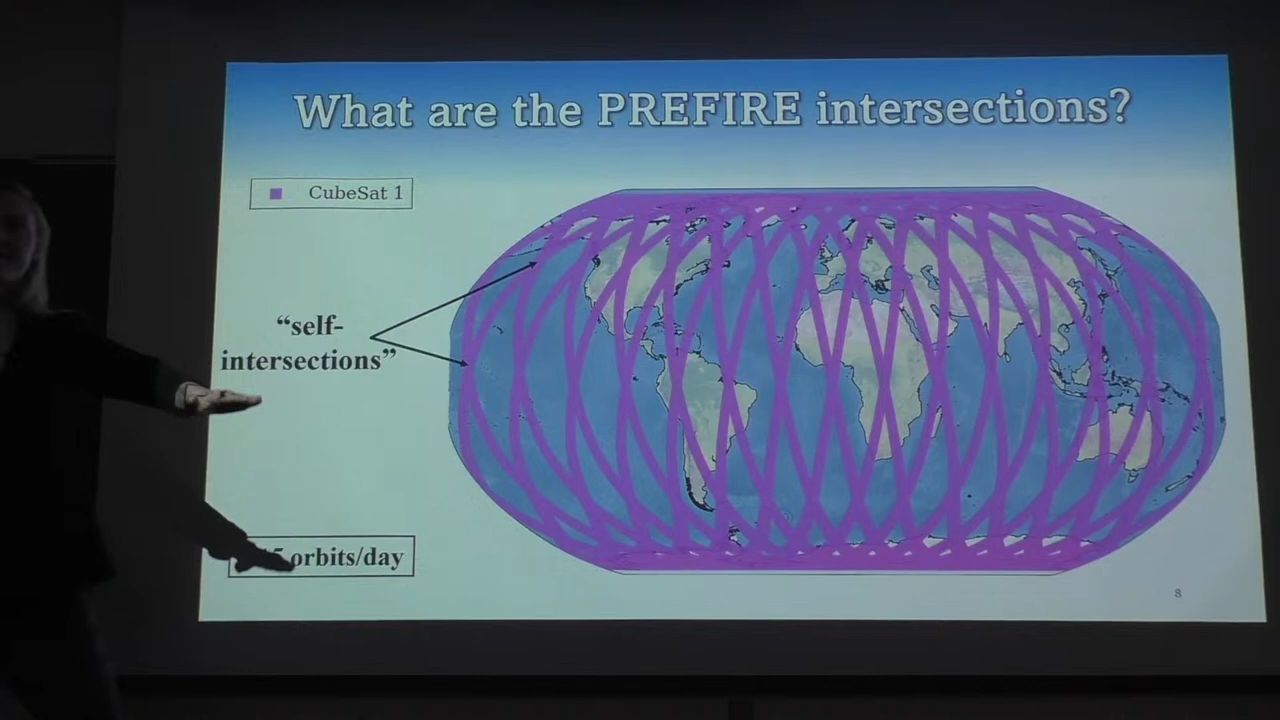 What are the PREFIRE intersections?
CubeSat 1
“self-
intersections”
orbits/day
8